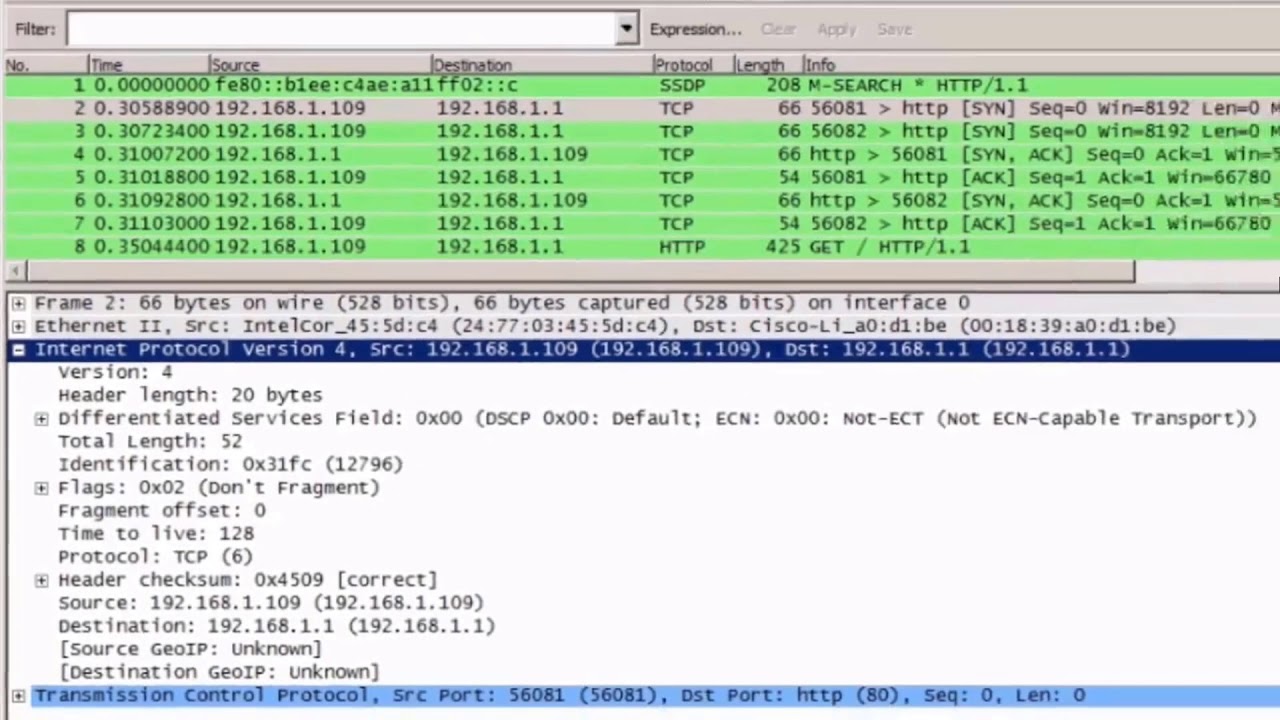 Filter: Expression... Clear Apply Save
No. Time Source Destination Protocol Length Info
1 0.00000000 fe80::b1ee:c4ae:a11 ff02::c SSDP 208 M-SEARCH * HTTP/1.1
2 0.30588900 192.168.1.109 192.168.1.1 TCP 66 56081 > http [SYN] Seq=0 Win=8192 Len=0 M
3 0.30723400 192.168.1.109 192.168.1.1 TCP 66 56082 > http [SYN] Seq=0 Win=8192 Len=0 M
4 0.31007200 192.168.1.1 192.168.1.109 TCP 66 http > 56081 [SYN, ACK] Seq=0 Ack=1 Win=5
5 0.31018800 192.168.1.109 192.168.1.1 TCP 54 56081 > http [ACK] Seq=1 Ack=1 Win=66780
6 0.31092800 192.168.1.1 192.168.1.109 TCP 66 http > 56082 [SYN, ACK] Seq=0 Ack=1 Win=5
7 0.31103000 192.168.1.109 192.168.1.1 TCP 54 56082 > http [ACK] Seq=1 Ack=1 Win=66780
8 0.35044400 192.168.1.109 192.168.1.1 HTTP 425 GET / HTTP/1.1
Frame 2: 66 bytes on wire (528 bits), 66 bytes captured (528 bits) on interface 0
Ethernet II, Src: IntelCor_45:5d:c4 (24:77:03:45:5d:c4), Dst: Cisco-Li_a0:d1:be (00:18:39:a0:d1:be)
Internet Protocol Version 4, Src: 192.168.1.109 (192.168.1.109), Dst: 192.168.1.1 (192.168.1.1)
Version: 4
Header length: 20 bytes
Differentiated Services Field: 0x00 (DSCP 0x00: Default; ECN: 0x00: Not-ECT (Not ECN-Capable Transport))
Total Length: 52
Identification: 0x31fc (12796)
Flags: 0x02 (Don't Fragment)
Fragment offset: 0
Time to live: 128
Protocol: TCP (6)
Header checksum: 0x4509 [correct]
Source: 192.168.1.109 (192.168.1.109)
Destination: 192.168.1.1 (192.168.1.1)
[Source GeoIP: Unknown]
[Destination GeoIP: Unknown]
Transmission Control Protocol, Src Port: 56081 (56081), Dst Port: http (80), Seq: 0, Len: 0